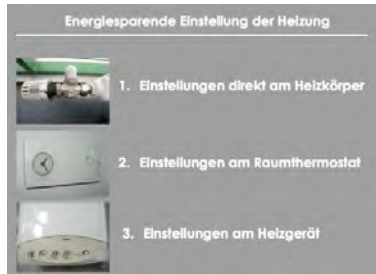 Energiesparende Einstellung der Heizung
1. Einstellungen direkt am Heizkörper
2. Einstellungen am Raumthermostat
3. Einstellungen am Heizgerät